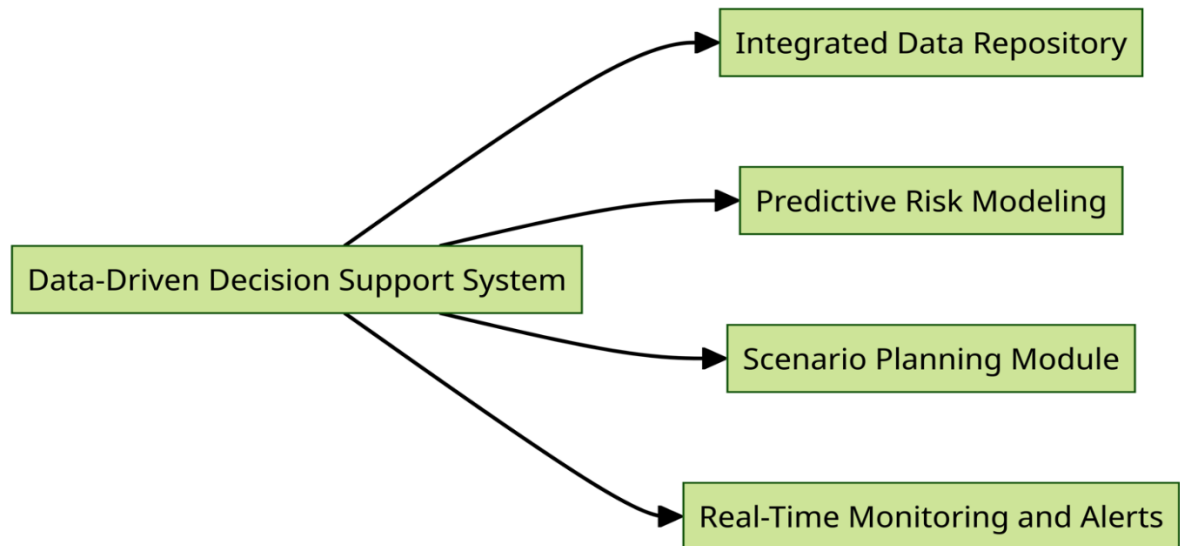 Integrated Data Repository
Predictive Risk Modeling
Data-Driven Decision Support System
Scenario Planning Module
Real-Time Monitoring and Alerts